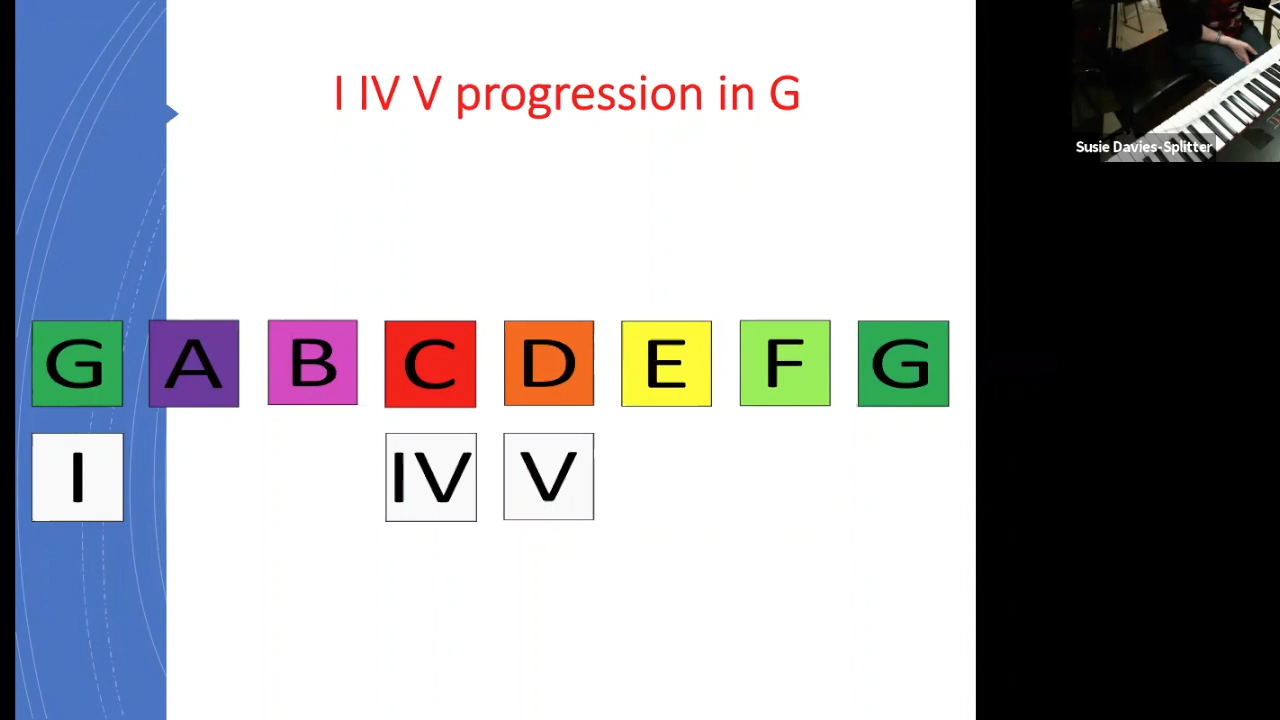 I IV V progression in G
Susie Davies-Splitter
G A B C D E F G
I IV V